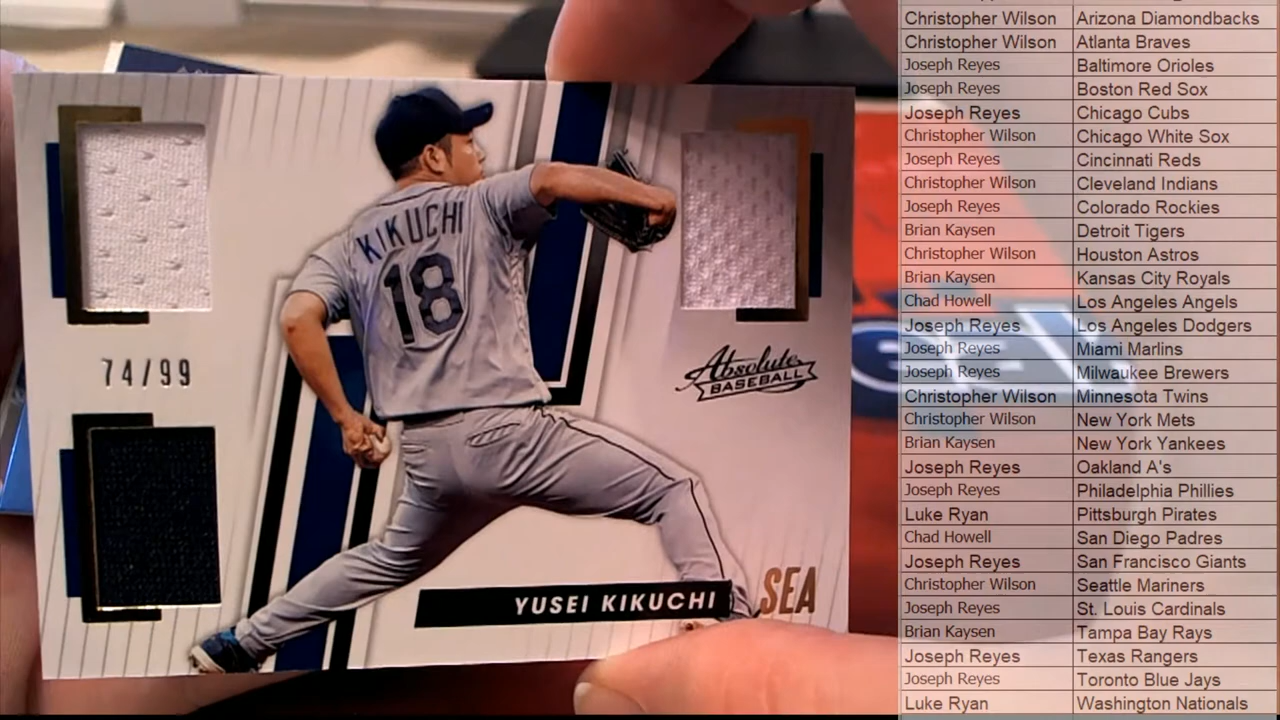 KIKUCHI
18
74/99
Absolute
BASEBALL
YUSEI KIKUCHI
SEA
Christopher Wilson Arizona Diamondbacks
Christopher Wilson Atlanta Braves
Joseph Reyes Baltimore Orioles
Joseph Reyes Boston Red Sox
Joseph Reyes Chicago Cubs
Christopher Wilson Chicago White Sox
Joseph Reyes Cincinnati Reds
Christopher Wilson Cleveland Indians
Joseph Reyes Colorado Rockies
Brian Kaysen Detroit Tigers
Christopher Wilson Houston Astros
Brian Kaysen Kansas City Royals
Chad Howell Los Angeles Angels
Joseph Reyes Los Angeles Dodgers
Joseph Reyes Miami Marlins
Joseph Reyes Milwaukee Brewers
Christopher Wilson Minnesota Twins
Christopher Wilson New York Mets
Brian Kaysen New York Yankees
Joseph Reyes Oakland A's
Joseph Reyes Philadelphia Phillies
Luke Ryan Pittsburgh Pirates
Chad Howell San Diego Padres
Joseph Reyes San Francisco Giants
Christopher Wilson Seattle Mariners
Joseph Reyes St. Louis Cardinals
Brian Kaysen Tampa Bay Rays
Joseph Reyes Texas Rangers
Joseph Reyes Toronto Blue Jays
Luke Ryan Washington Nationals